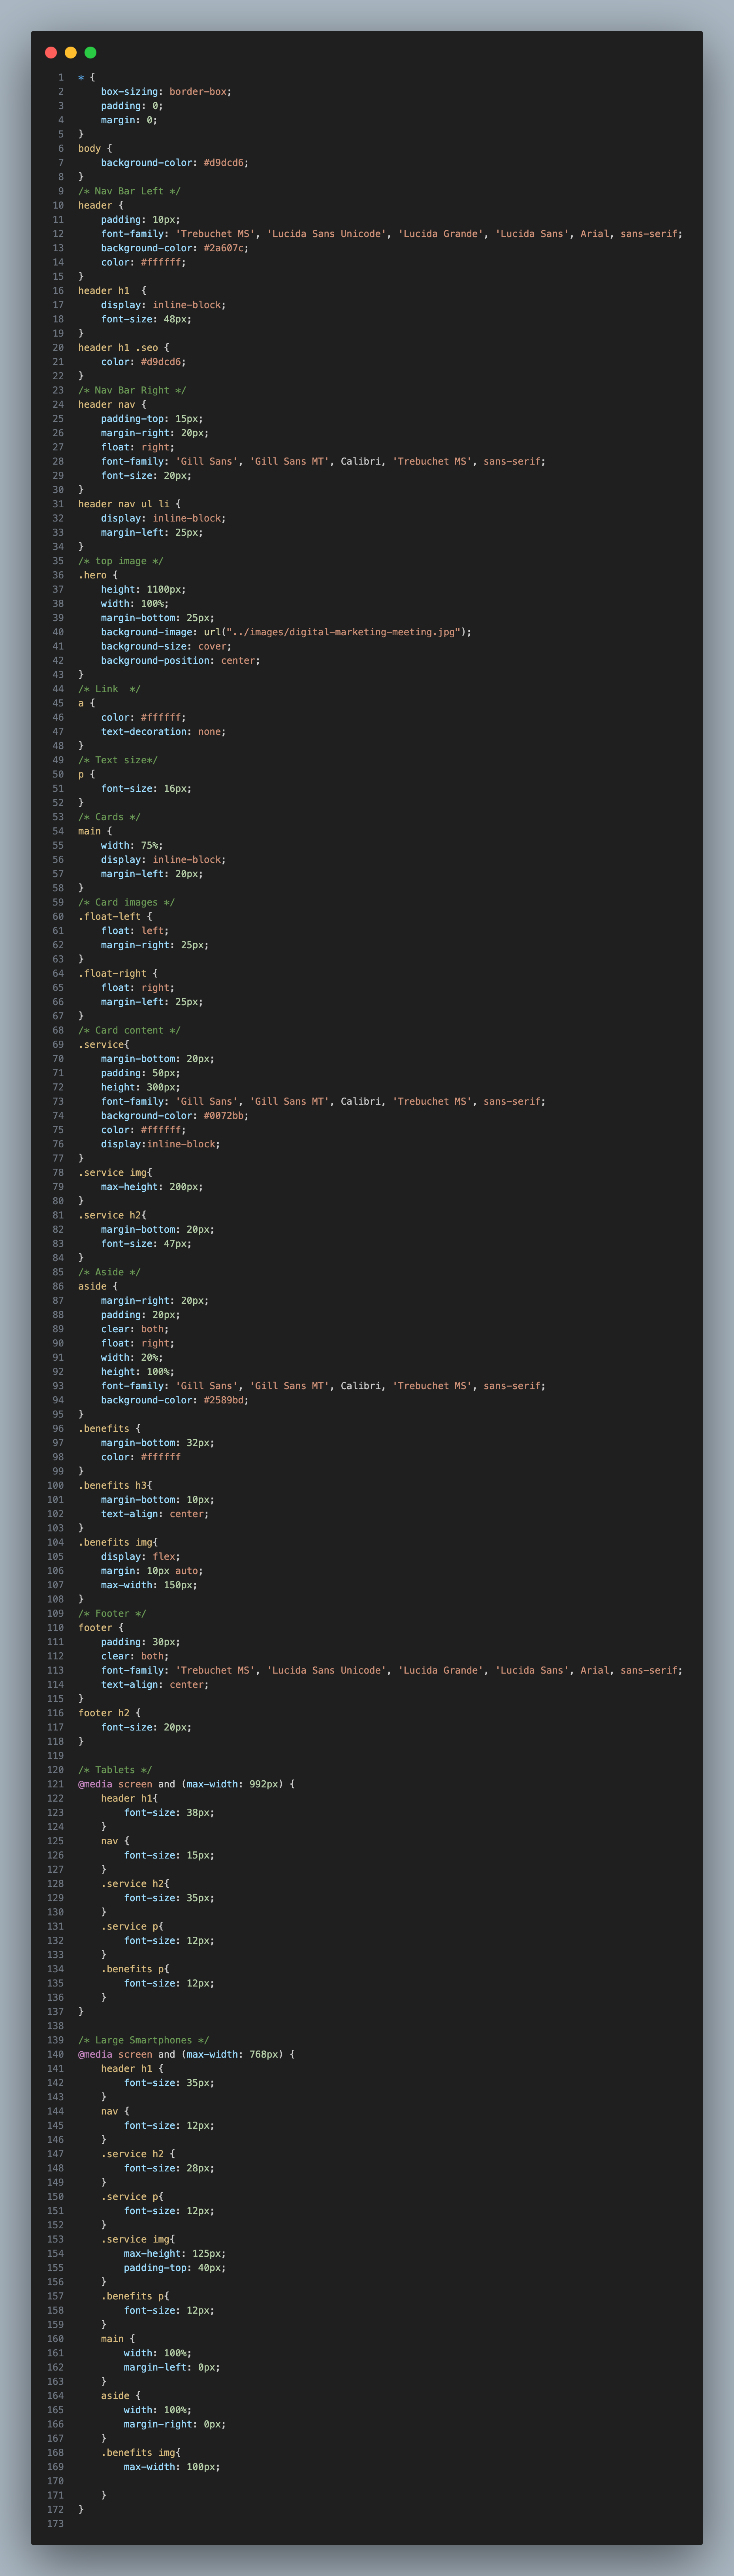 1 * {
2     box-sizing: border-box;
3     padding: 0;
4     margin: 0;
5 }
6 body {
7     background-color: #d9dcd6;
8 }
9 /* Nav Bar Left */
10 header {
11     padding: 10px;
12     font-family: 'Trebuchet MS', 'Lucida Sans Unicode', 'Lucida Grande', 'Lucida Sans', Arial, sans-serif;
13     background-color: #2a607c;
14     color: #ffffff;
15 }
16 header h1  {
17     display: inline-block;
18     font-size: 48px;
19 }
20 header h1 .seo {
21     color: #d9dcd6;
22 }
23 /* Nav Bar Right */
24 header nav {
25     padding-top: 15px;
26     margin-right: 20px;
27     float: right;
28     font-family: 'Gill Sans', 'Gill Sans MT', Calibri, 'Trebuchet MS', sans-serif;
29     font-size: 20px;
30 }
31 header nav ul li {
32     display: inline-block;
33     margin-left: 25px;
34 }
35 /* top image */
36 .hero {
37     height: 1100px;
38     width: 100%;
39     margin-bottom: 25px;
40     background-image: url("../images/digital-marketing-meeting.jpg");
41     background-size: cover;
42     background-position: center;
43 }
44 /* Link  */
45 a {
46     color: #ffffff;
47     text-decoration: none;
48 }
49 /* Text size*/
50 p {
51     font-size: 16px;
52 }
53 /* Cards */
54 main {
55     width: 75%;
56     display: inline-block;
57     margin-left: 20px;
58 }
59 /* Card images */
60 .float-left {
61     float: left;
62     margin-right: 25px;
63 }
64 .float-right {
65     float: right;
66     margin-left: 25px;
67 }
68 /* Card content */
69 .service{
70     margin-bottom: 20px;
71     padding: 50px;
72     height: 300px;
73     font-family: 'Gill Sans', 'Gill Sans MT', Calibri, 'Trebuchet MS', sans-serif;
74     background-color: #0072bb;
75     color: #ffffff;
76     display:inline-block;
77 }
78 .service img{
79     max-height: 200px;
80 }
81 .service h2{
82     margin-bottom: 20px;
83     font-size: 47px;
84 }
85 /* Aside */
86 aside {
87     margin-right: 20px;
88     padding: 20px;
89     clear: both;
90     float: right;
91     width: 20%;
92     height: 100%;
93     font-family: 'Gill Sans', 'Gill Sans MT', Calibri, 'Trebuchet MS', sans-serif;
94     background-color: #2589bd;
95 }
96 .benefits {
97     margin-bottom: 32px;
98     color: #ffffff
99 }
100 .benefits h3{
101     margin-bottom: 10px;
102     text-align: center;
103 }
104 .benefits img{
105     display: flex;
106     margin: 10px auto;
107     max-width: 150px;
108 }
109 /* Footer */
110 footer {
111     padding: 30px;
112     clear: both;
113     font-family: 'Trebuchet MS', 'Lucida Sans Unicode', 'Lucida Grande', 'Lucida Sans', Arial, sans-serif;
114     text-align: center;
115 }
116 footer h2 {
117     font-size: 20px;
118 }
119
120 /* Tablets */
121 @media screen and (max-width: 992px) {
122     header h1{
123         font-size: 38px;
124     }
125     nav {
126         font-size: 15px;
127     }
128     .service h2{
129         font-size: 35px;
130     }
131     .service p{
132         font-size: 12px;
133     }
134     .benefits p{
135         font-size: 12px;
136     }
137 }
138
139 /* Large Smartphones */
140 @media screen and (max-width: 768px) {
141     header h1 {
142         font-size: 35px;
143     }
144     nav {
145         font-size: 12px;
146     }
147     .service h2 {
148         font-size: 28px;
149     }
150     .service p{
151         font-size: 12px;
152     }
153     .service img{
154         max-height: 125px;
155         padding-top: 40px;
156     }
157     .benefits p{
158         font-size: 12px;
159     }
160     main {
161         width: 100%;
162         margin-left: 0px;
163     }
164     aside {
165         width: 100%;
166         margin-right: 0px;
167     }
168     .benefits img{
169         max-width: 100px;
170
171     }
172 }
173